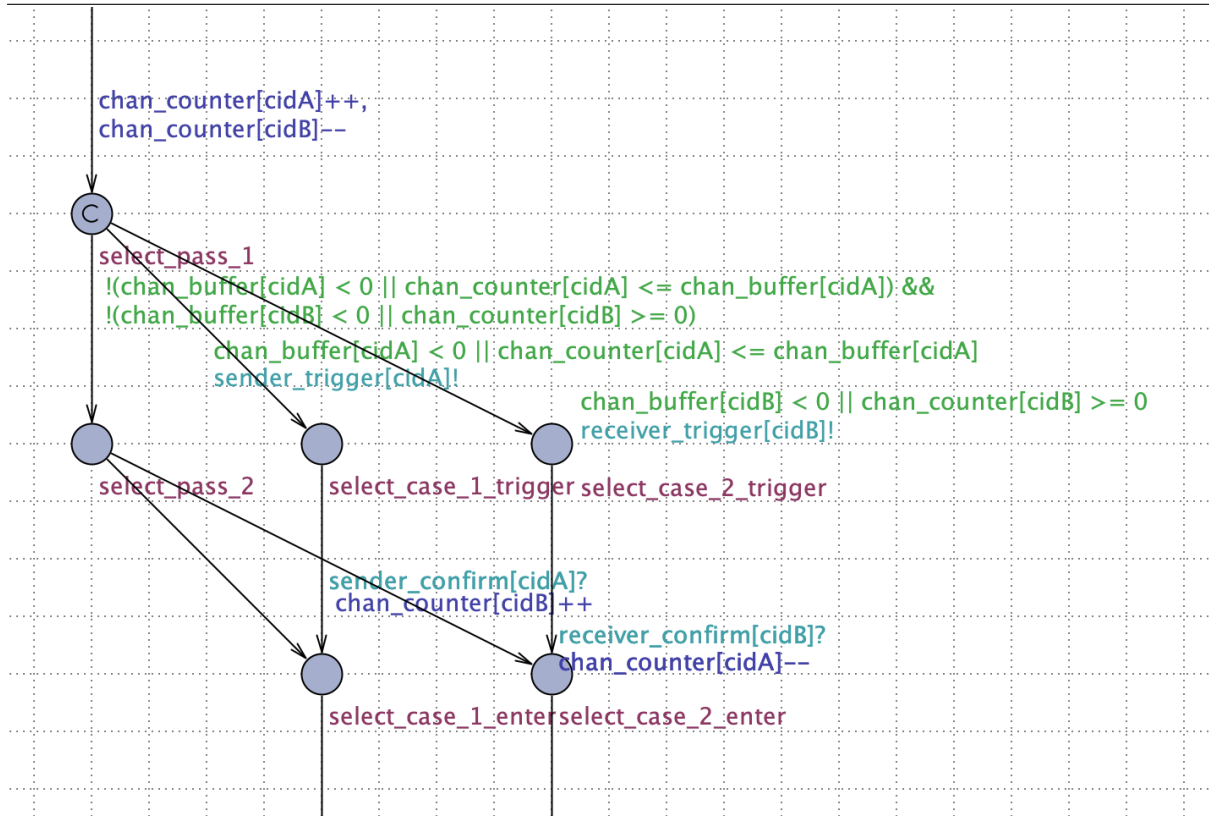 chan_counter[cidA]++,
chan_counter[cidB]--
C
select_pass_1
!(chan_buffer[cidA] < 0 || chan_counter[cidA] <= chan_buffer[cidA]) &&
!(chan_buffer[cidB] < 0 || chan_counter[cidB] >= 0)
chan_buffer[cidA] < 0 || chan_counter[cidA] <= chan_buffer[cidA]
sender_trigger[cidA]!
chan_buffer[cidB] < 0 || chan_counter[cidB] >= 0
receiver_trigger[cidB]!
select_pass_2
select_case_1_trigger
select_case_2_trigger
sender_confirm[cidA]?
chan_counter[cidB]++
receiver_confirm[cidB]?
chan_counter[cidA]--
select_case_1_enter
select_case_2_enter